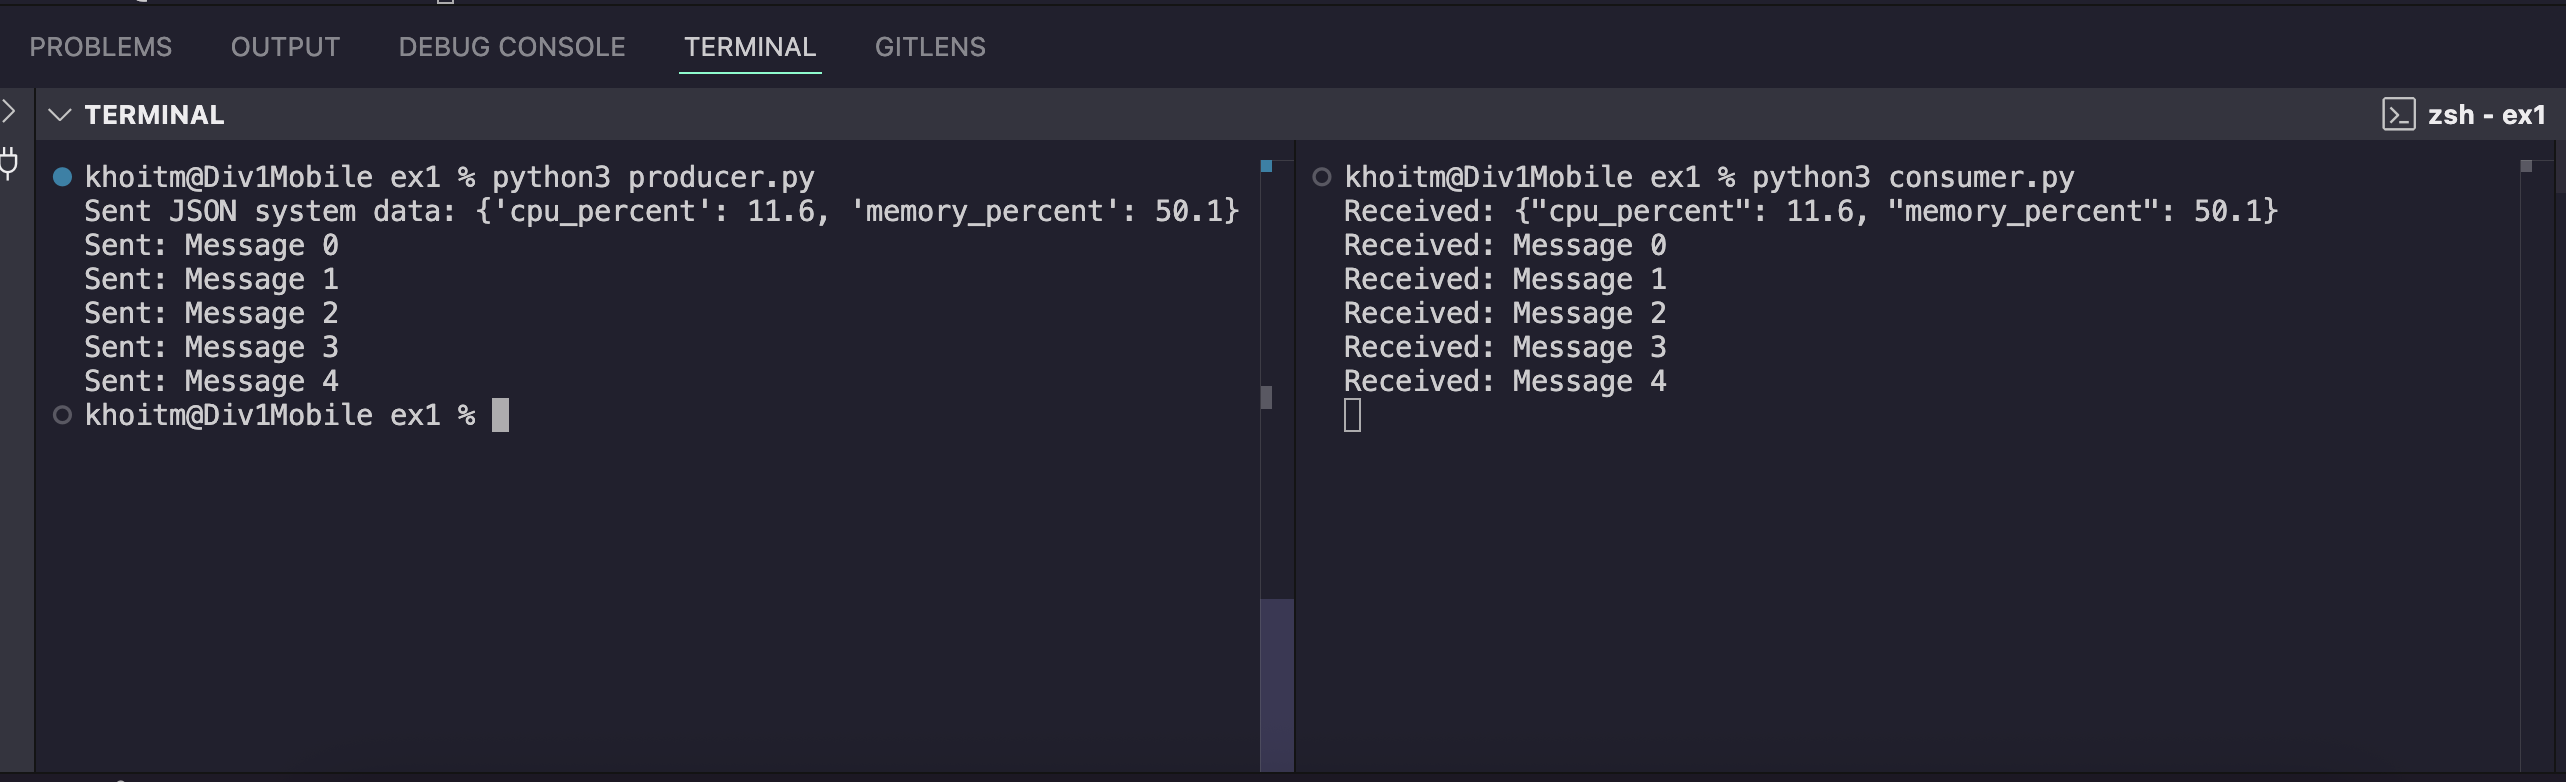 PROBLEMS OUTPUT DEBUG CONSOLE TERMINAL GITLENS
TERMINAL
zsh - ex1
khoitm@Div1Mobile ex1 % python3 producer.py
Sent JSON system data: {'cpu_percent': 11.6, 'memory_percent': 50.1}
Sent: Message 0
Sent: Message 1
Sent: Message 2
Sent: Message 3
Sent: Message 4
khoitm@Div1Mobile ex1 %
khoitm@Div1Mobile ex1 % python3 consumer.py
Received: {"cpu_percent": 11.6, "memory_percent": 50.1}
Received: Message 0
Received: Message 1
Received: Message 2
Received: Message 3
Received: Message 4